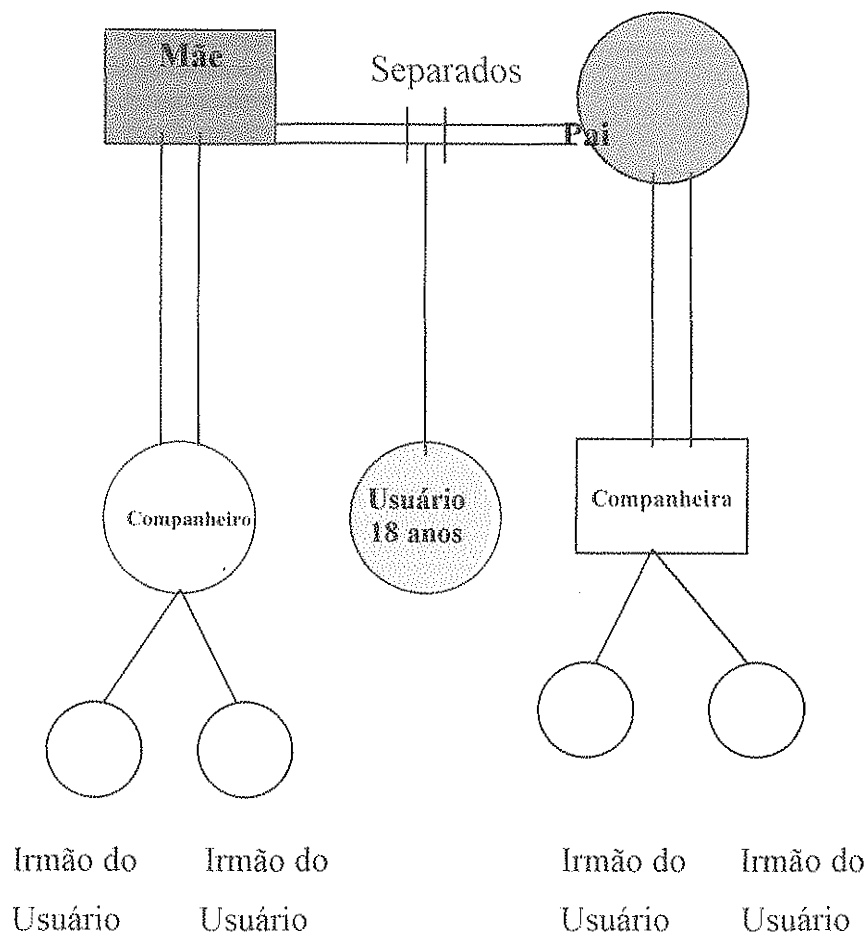 Mãe
Separados
Pai
Companheiro
Usuário
18 anos
Companheira
Irmão do
Usuário
Irmão do
Usuário
Irmão do
Usuário
Irmão do
Usuário